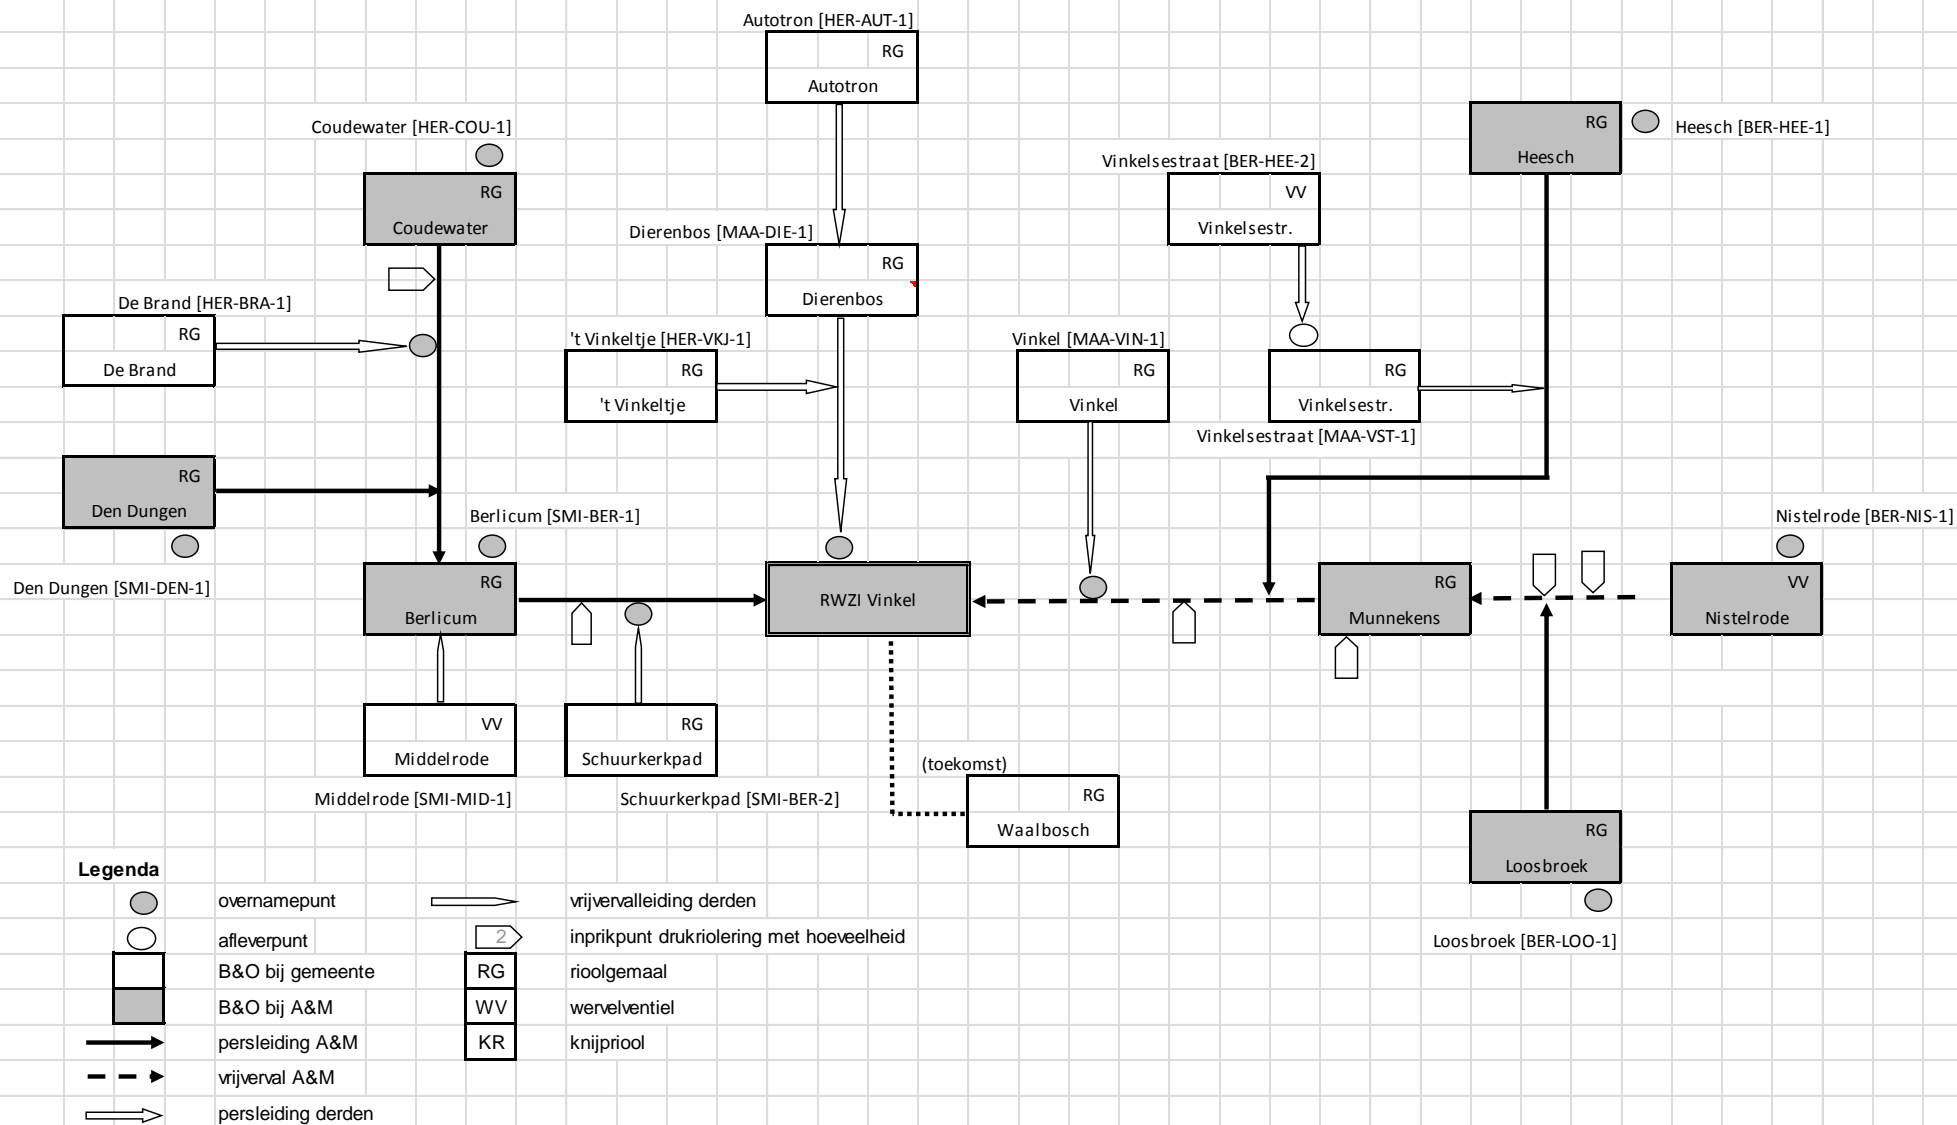 Autotron [HER-AUT-1]
RG
Autotron
Coudewater [HER-COU-1]
RG
Coudewater
Heesch [BER-HEE-1]
RG
Heesch
Vinkelsestraat [BER-HEE-2]
VV
Vinkelsestr.
Dierenbos [MAA-DIE-1]
RG
Dierenbos
De Brand [HER-BRA-1]
RG
De Brand
't Vinkeltje [HER-VKJ-1]
RG
't Vinkeltje
Vinkel [MAA-VIN-1]
RG
Vinkel
RG
Vinkelsestr.
Vinkelsestraat [MAA-VST-1]
RG
Den Dungen
Den Dungen [SMI-DEN-1]
Berlicum [SMI-BER-1]
RG
Berlicum
RWZI Vinkel
RG
Munnekens
Nistelrode [BER-NIS-1]
VV
Nistelrode
VV
Middelrode
Middelrode [SMI-MID-1]
RG
Schuurkerkpad
Schuurkerkpad [SMI-BER-2]
(toekomst)
RG
Waalbosch
RG
Loosbroek
Loosbroek [BER-LOO-1]
Legenda
overnamepunt
afleverpunt
B&O bij gemeente
B&O bij A&M
persleiding A&M
vrijverval A&M
persleiding derden
vrijvervalleiding derden
2 inprikpunt drukriolering met hoeveelheid
RG rioolgemaal
WV wervelventiel
KR knijpriool